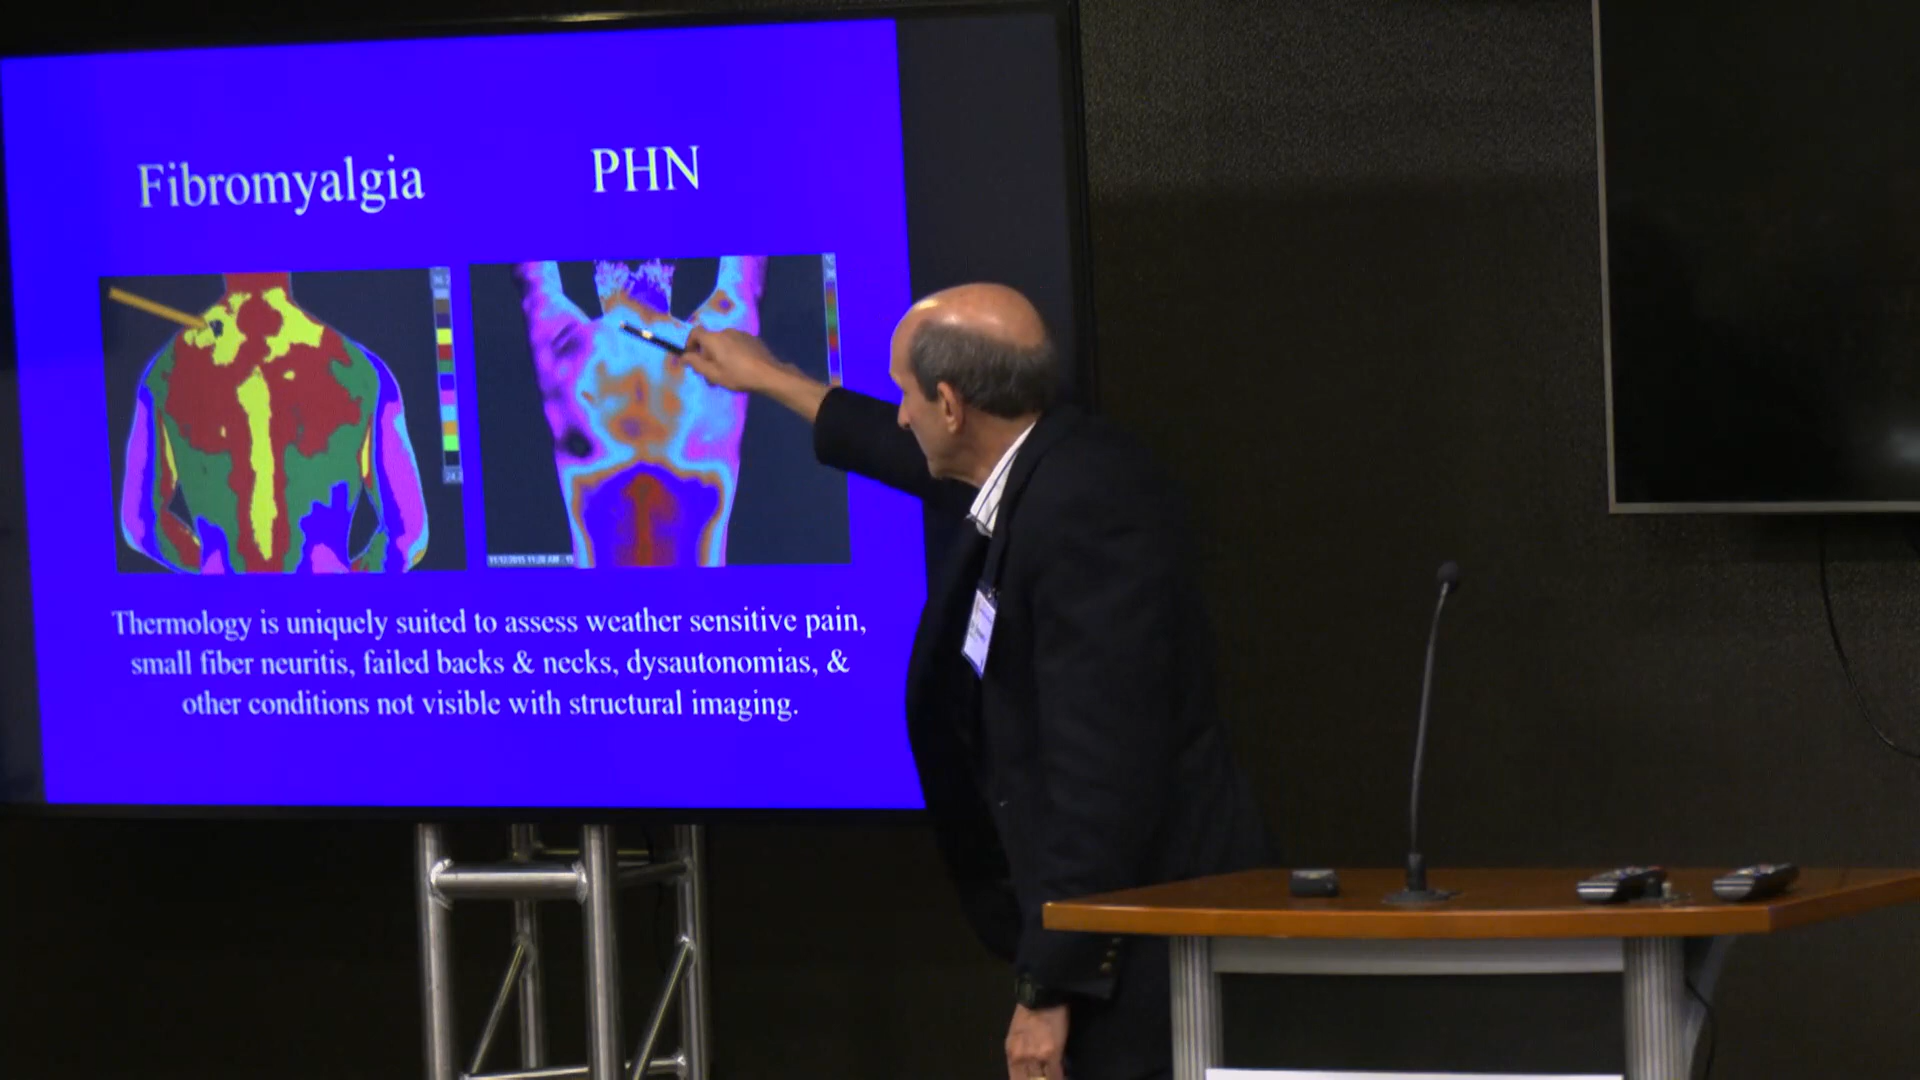 Fibromyalgia
PHN
Thermology is uniquely suited to assess weather sensitive pain,
small fiber neuritis, failed backs & necks, dysautonomias, &
other conditions not visible with structural imaging.